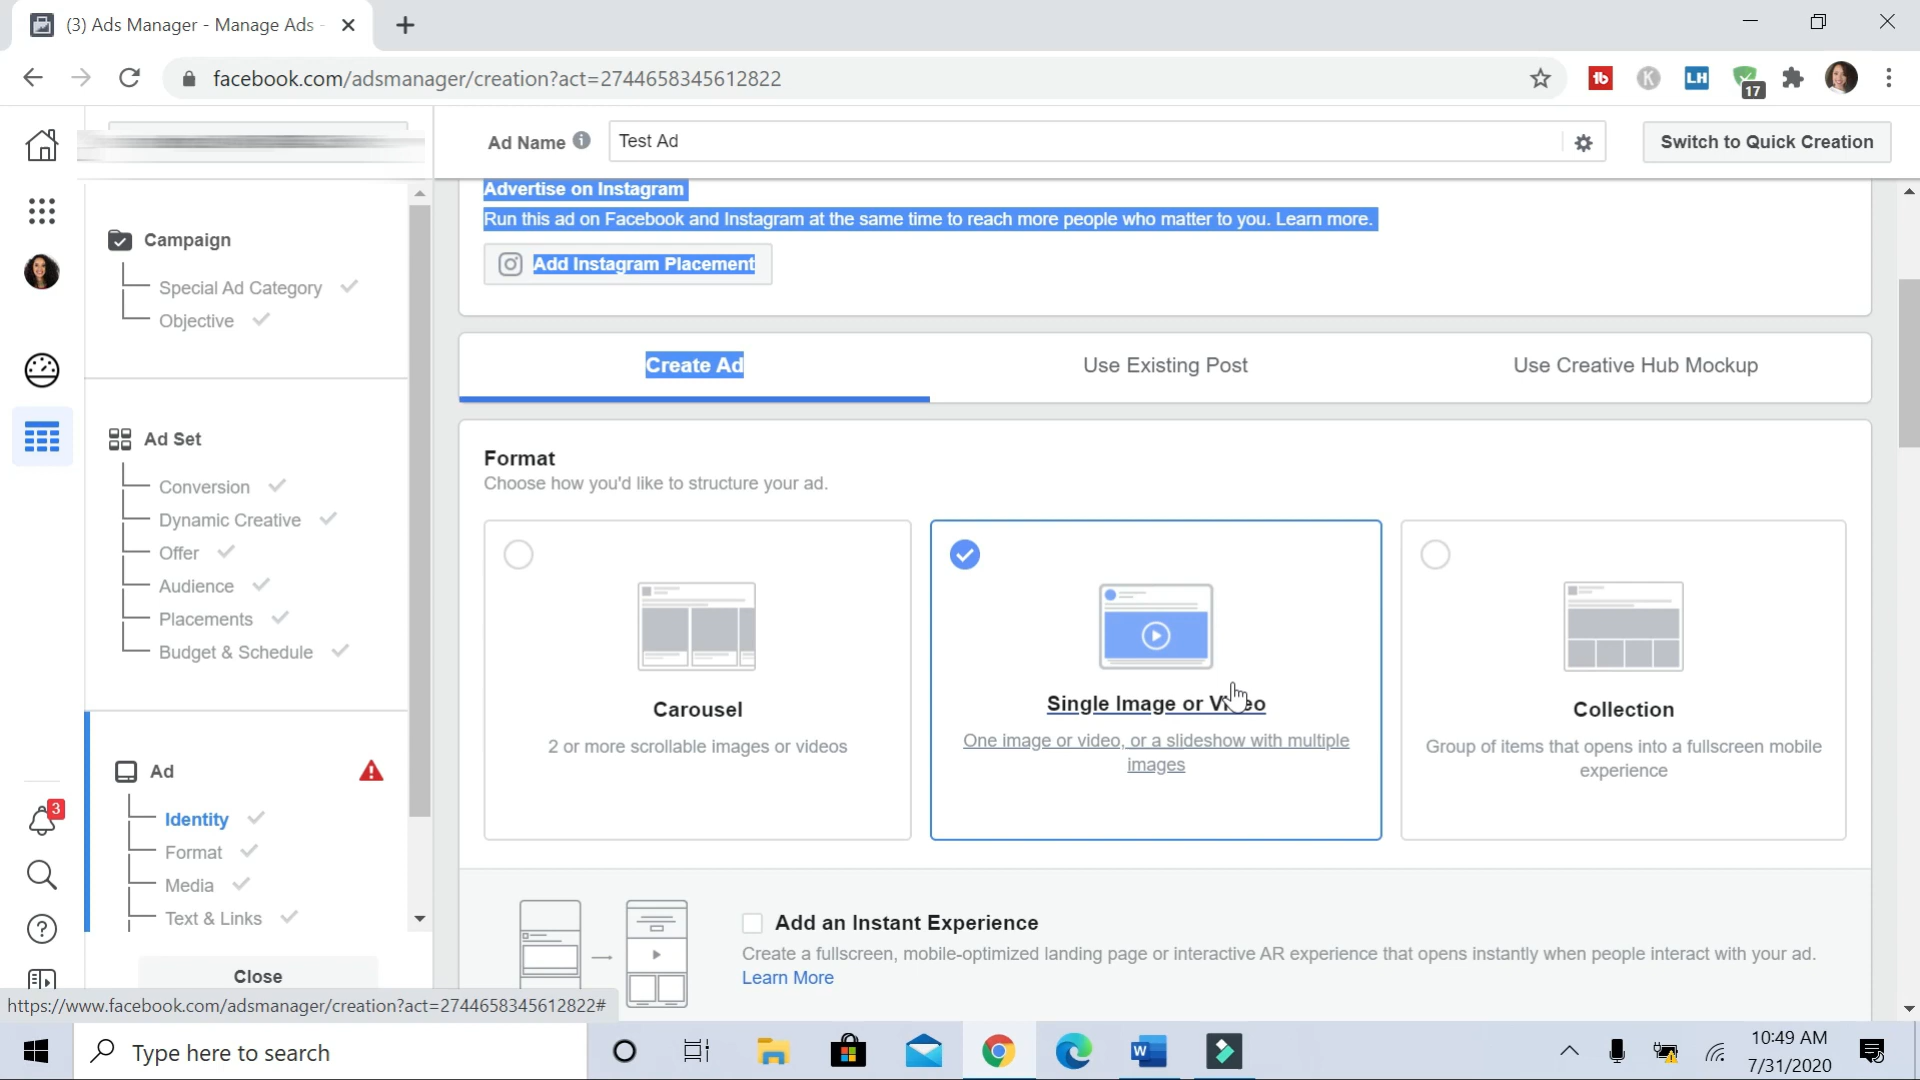 (3) Ads Manager - Manage Ads -
facebook.com/adsmanager/creation?act=2744658345612822
17
Ad Name
Test Ad
Switch to Quick Creation
Campaign
Special Ad Category
Objective
Ad Set
Conversion
Dynamic Creative
Offer
Audience
Placements
Budget & Schedule
Ad
Identity
Format
Media
Text & Links
Close
3
Advertise on Instagram
Run this ad on Facebook and Instagram at the same time to reach more people who matter to you. Learn more.
Add Instagram Placement
Create Ad
Use Existing Post
Use Creative Hub Mockup
Format
Choose how you'd like to structure your ad.
Carousel
2 or more scrollable images or videos
Single Image or Video
One image or video, or a slideshow with multiple
images
Collection
Group of items that opens into a fullscreen mobile
experience
Add an Instant Experience
Create a fullscreen, mobile-optimized landing page or interactive AR experience that opens instantly when people interact with your ad.
Learn More
https://www.facebook.com/adsmanager/creation?act=2744658345612822#
Type here to search
10:49 AM
7/31/2020